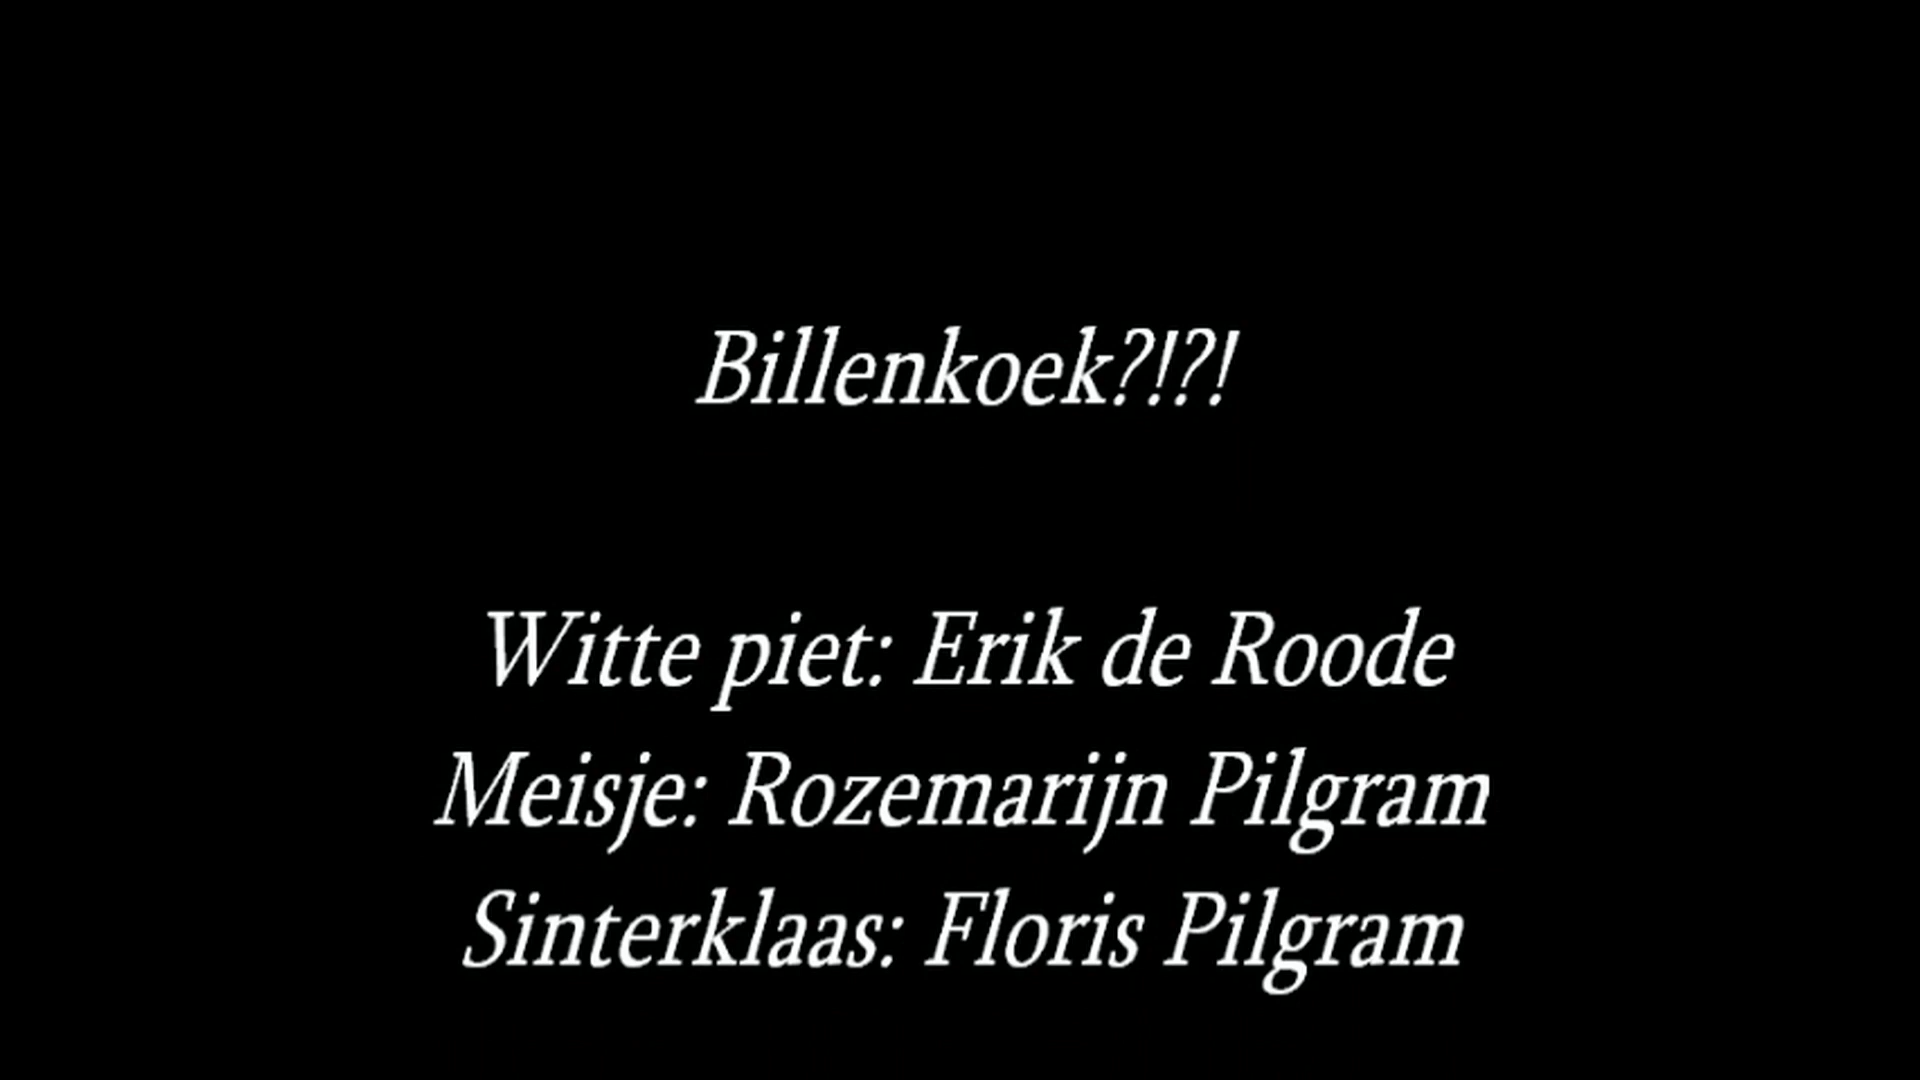 Billenkoek?!?!
Witte piet: Erik de Roode
Meisje: Rozemarijn Pilgram
Sinterklaas: Floris Pilgram